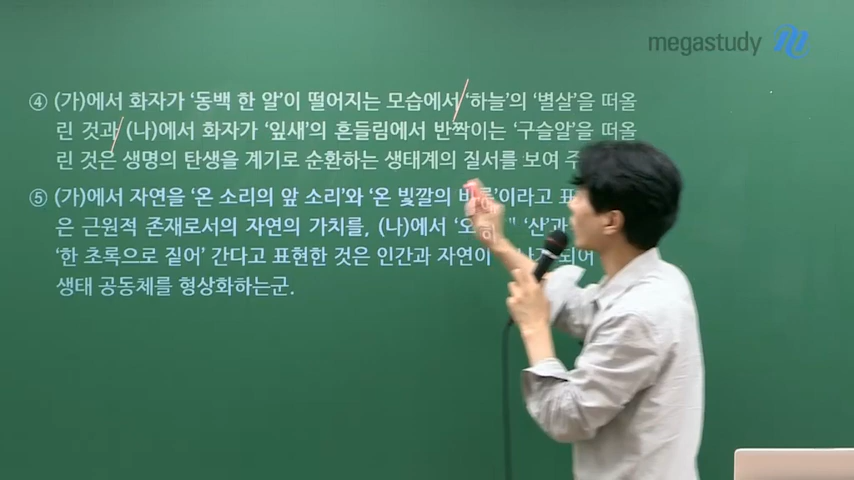 megastudy
④ (가)에서 화자가 '동백 한 알'이 떨어지는 모습에서 '하늘'의 '별살'을 떠올
린 것과 (나)에서 화자가 '잎새'의 흔들림에서 반짝이는 '구슬알'을 떠올
린 것은 생명의 탄생을 계기로 순환하는 생태계의 질서를 보여
⑤ (가)에서 자연을 '온 소리의 앞 소리'와 '온 빛깔의 이라고
은 근원적 존재로서의 자연의 가치를, (나)에서 '산'과
'한 초록으로 짙어' 간다고 표현한 것은 인간과 자연이 되어
생태 공동체를 형상화하는군.